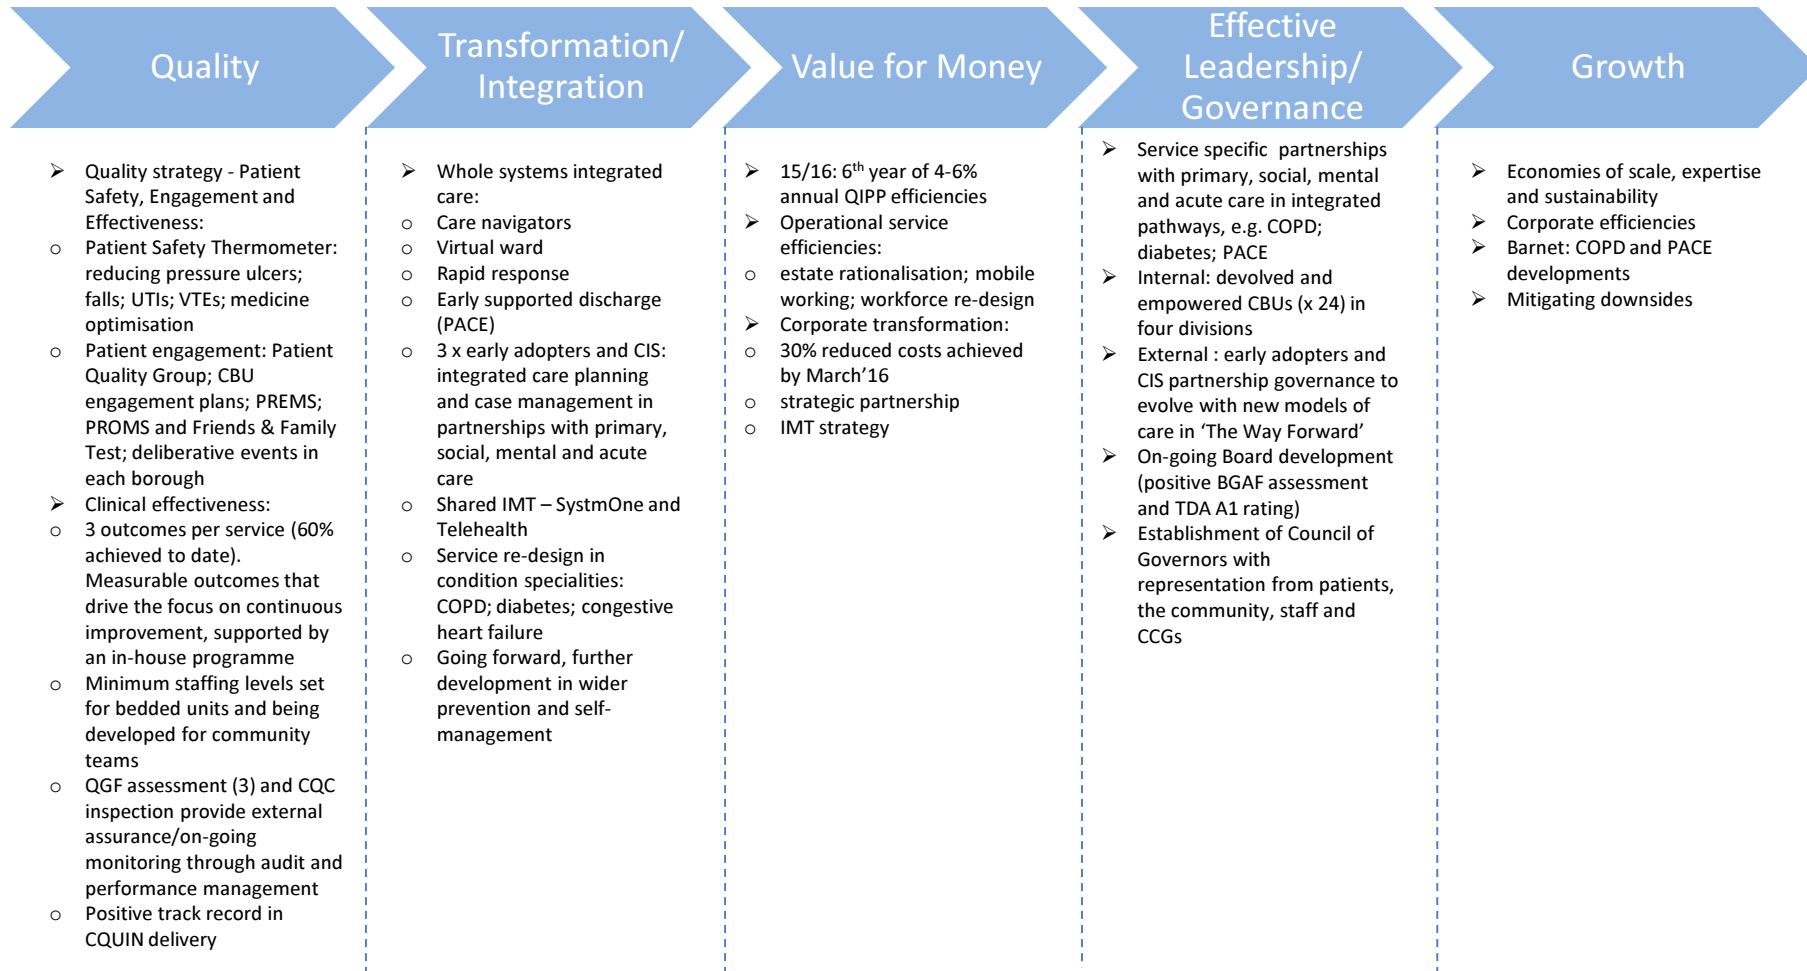 Quality
Transformation/
Integration
Value for Money
Effective
Leadership/
Governance
Growth
➢ Quality strategy - Patient
Safety, Engagement and
Effectiveness:
o Patient Safety Thermometer:
reducing pressure ulcers;
falls; UTIs; VTEs; medicine
optimisation
o Patient engagement: Patient
Quality Group; CBU
engagement plans; PREMS;
PROMS and Friends & Family
Test; deliberative events in
each borough
➢ Clinical effectiveness:
o 3 outcomes per service (60%
achieved to date).
Measurable outcomes that
drive the focus on continuous
improvement, supported by
an in-house programme
o Minimum staffing levels set
for bedded units and being
developed for community
teams
o QGF assessment (3) and CQC
inspection provide external
assurance/on-going
monitoring through audit and
performance management
o Positive track record in
CQUIN delivery
➢ Whole systems integrated
care:
o Care navigators
o Virtual ward
o Rapid response
o Early supported discharge
(PACE)
o 3 x early adopters and CIS:
integrated care planning
and case management in
partnerships with primary,
social, mental and acute
care
o Shared IMT – SystmOne and
Telehealth
o Service re-design in
condition specialities:
COPD; diabetes; congestive
heart failure
o Going forward, further
development in wider
prevention and self-
management
➢ 15/16: 6th year of 4-6%
annual QIPP efficiencies
➢ Operational service
efficiencies:
o estate rationalisation; mobile
working; workforce re-design
➢ Corporate transformation:
o 30% reduced costs achieved
by March'16
o strategic partnership
o IMT strategy
➢ Service specific partnerships
with primary, social, mental
and acute care in integrated
pathways, e.g. COPD;
diabetes; PACE
➢ Internal: devolved and
empowered CBUs (x 24) in
four divisions
➢ External : early adopters and
CIS partnership governance to
evolve with new models of
care in 'The Way Forward'
➢ On-going Board development
(positive BGAF assessment
and TDA A1 rating)
➢ Establishment of Council of
Governors with
representation from patients,
the community, staff and
CCGs
➢ Economies of scale, expertise
and sustainability
➢ Corporate efficiencies
➢ Barnet: COPD and PACE
developments
➢ Mitigating downsides